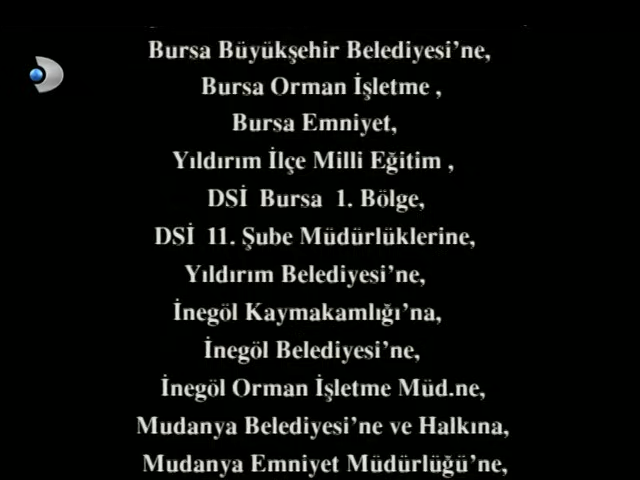 Bursa Büyükşehir Belediyesi’ne,
Bursa Orman İşletme ,
Bursa Emniyet,
Yıldırım İlçe Milli Eğitim ,
DSİ Bursa 1. Bölge,
DSİ 11. Şube Müdürlüklerine,
Yıldırım Belediyesi’ne,
İnegöl Kaymakamlığı’na,
İnegöl Belediyesi’ne,
İnegöl Orman İşletme Müd.ne,
Mudanya Belediyesi’ne ve Halkına,
Mudanya Emniyet Müdürlüğü’ne,